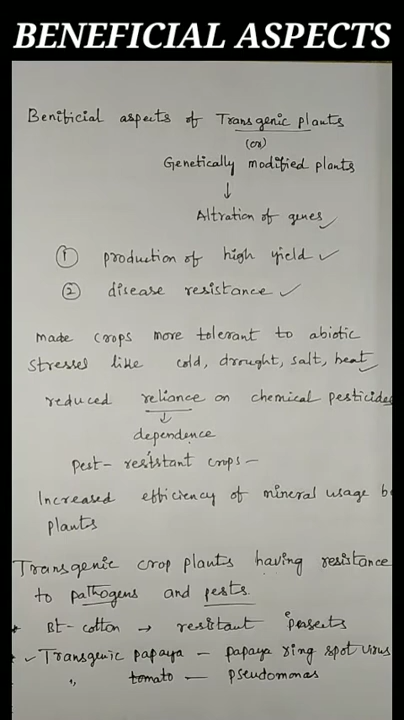 BENEFICIAL ASPECTS
Benificial aspects of Transgenic plants
(or)
Genetically modified plants
↓
Altration of genes ✓
① production of high yield ✓
② disease resistance ✓
made crops more tolerant to abiotic
stresses like cold, drought, salt, heat ✓
reduced reliance on chemical pesticides
↓
dependence
pest- resistant crops -
Increased efficiency of mineral usage b
plants
Transgenic crop plants having resistance
to pathogens and pests.
Bt- cotton → resistant
✓ Transgenic papaya - papaya ring spot virus
" tomato - pseudomonas